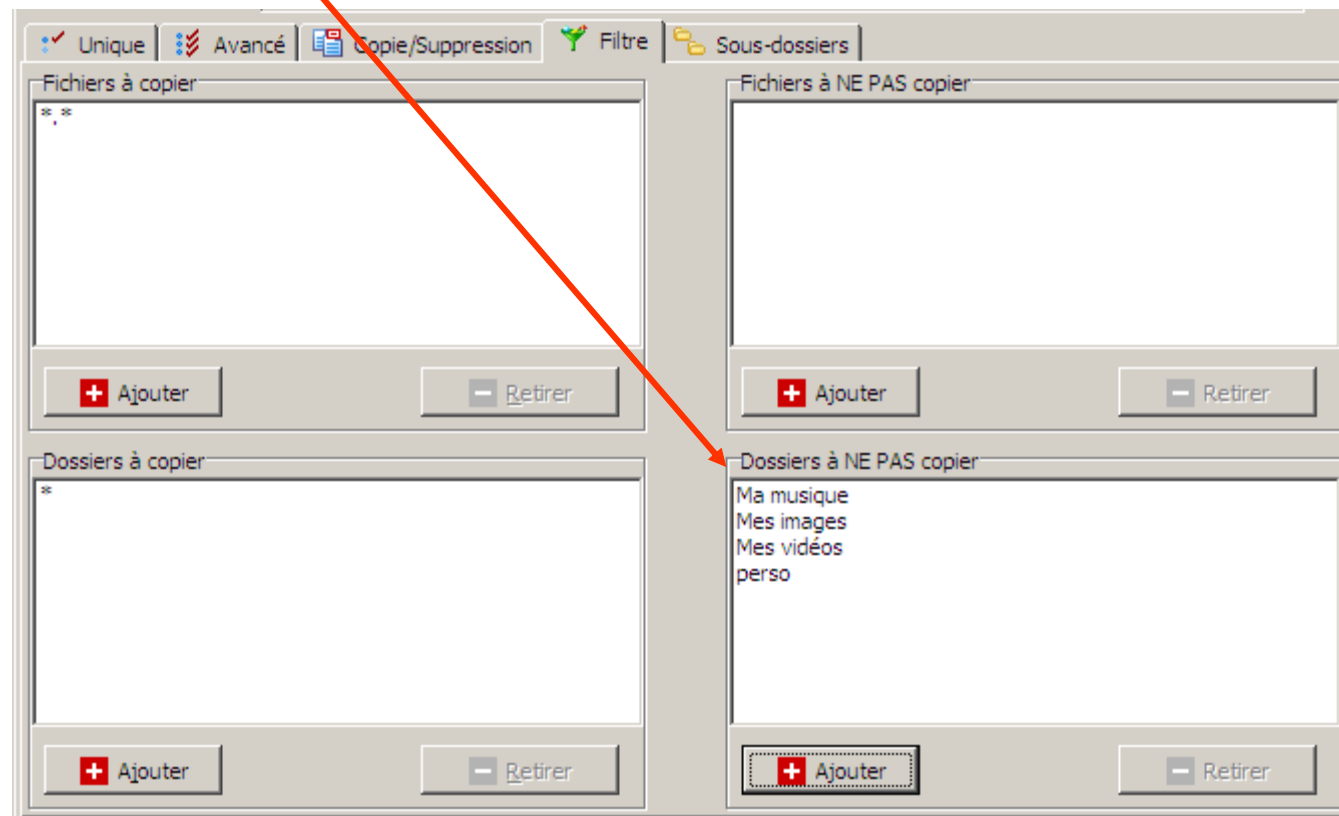 Unique Avancé Copie/Suppression Filtre Sous-dossiers
Fichiers à copier
*.*
Ajouter Retirer
Fichiers à NE PAS copier
Ajouter Retirer
Dossiers à copier
*
Ajouter Retirer
Dossiers à NE PAS copier
Ma musique
Mes images
Mes vidéos
perso
Ajouter Retirer